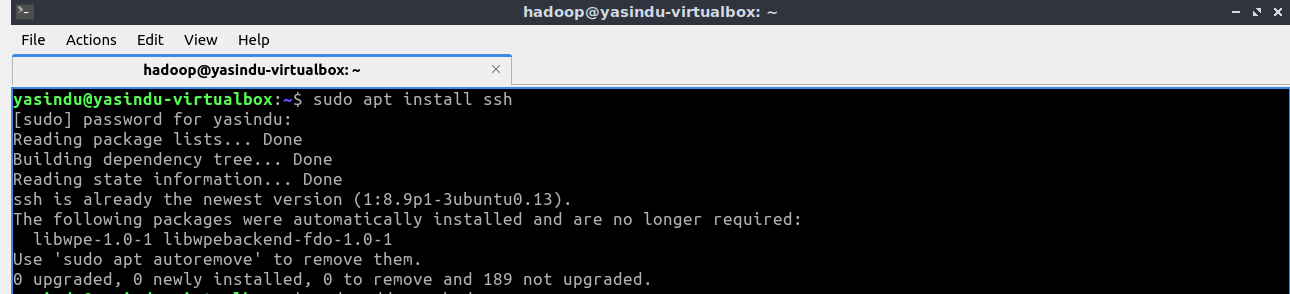 hadoop@yasindu-virtualbox: ~
File Actions Edit View Help
hadoop@yasindu-virtualbox: ~
yasindu@yasindu-virtualbox:~$ sudo apt install ssh
[sudo] password for yasindu:
Reading package lists... Done
Building dependency tree... Done
Reading state information... Done
ssh is already the newest version (1:8.9p1-3ubuntu0.13).
The following packages were automatically installed and are no longer required:
  libwpe-1.0-1 libwpebackend-fdo-1.0-1
Use 'sudo apt autoremove' to remove them.
0 upgraded, 0 newly installed, 0 to remove and 189 not upgraded.